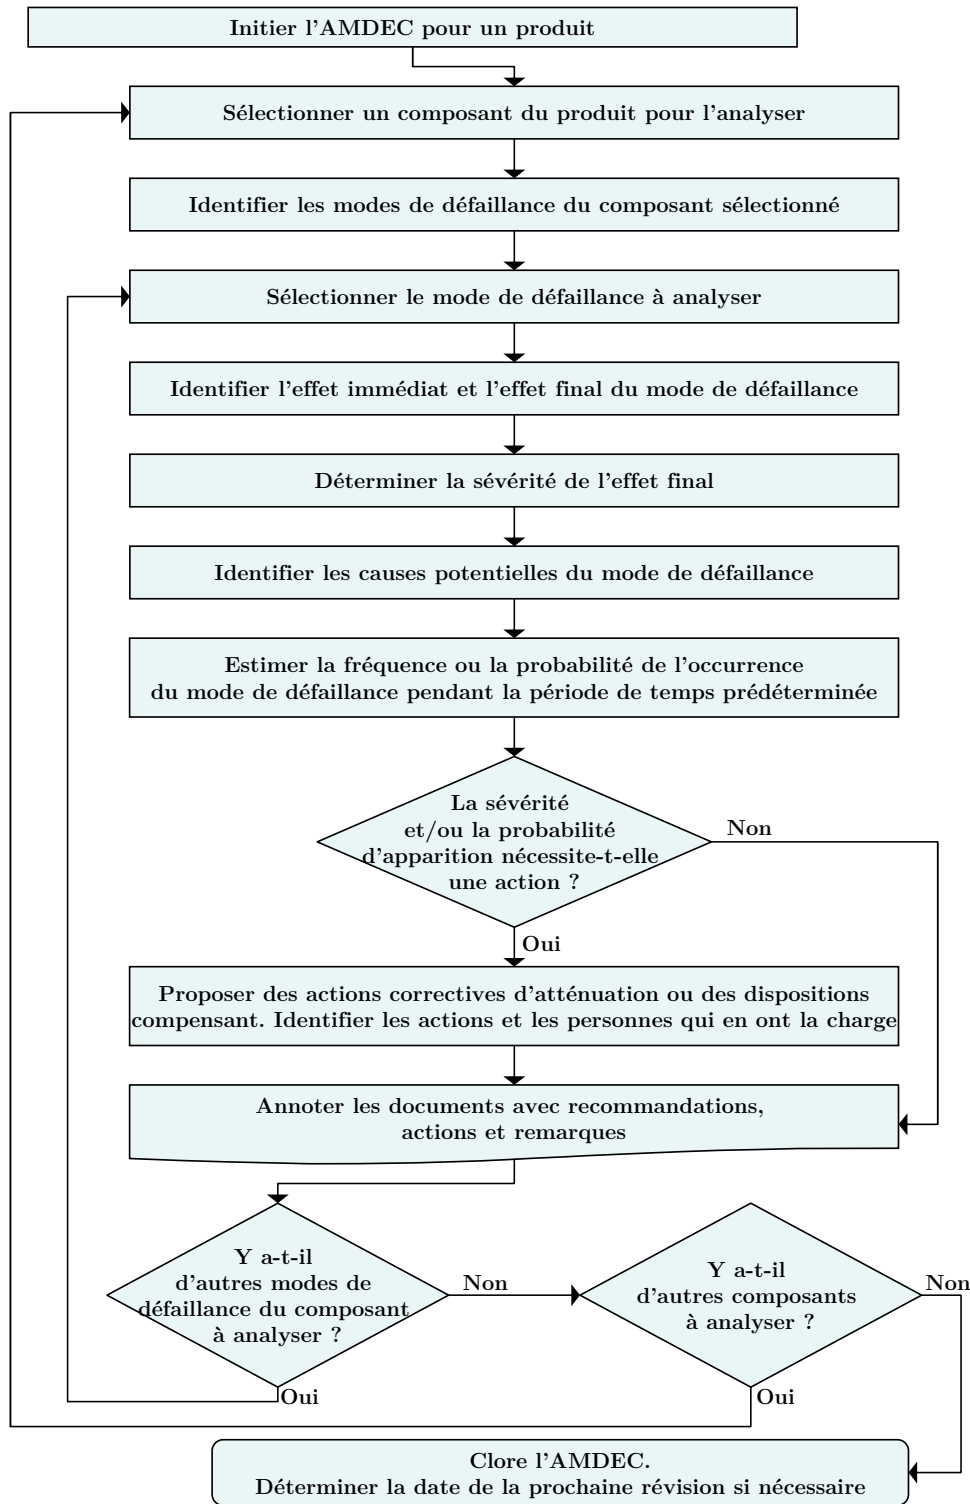 Initier l'AMDEC pour un produit
Sélectionner un composant du produit pour l'analyser
Identifier les modes de défaillance du composant sélectionné
Sélectionner le mode de défaillance à analyser
Identifier l'effet immédiat et l'effet final du mode de défaillance
Déterminer la sévérité de l'effet final
Identifier les causes potentielles du mode de défaillance
Estimer la fréquence ou la probabilité de l'occurrence
du mode de défaillance pendant la période de temps prédéterminée
La sévérité
et/ou la probabilité
d'apparition nécessite-t-elle
une action ?
Non
Oui
Proposer des actions correctives d'atténuation ou des dispositions
compensant. Identifier les actions et les personnes qui en ont la charge
Annoter les documents avec recommandations,
actions et remarques
Y a-t-il
d'autres modes de
défaillance du composant
à analyser ?
Non
Y a-t-il
d'autres composants
à analyser ?
Non
Oui
Oui
Clore l'AMDEC.
Déterminer la date de la prochaine révision si nécessaire